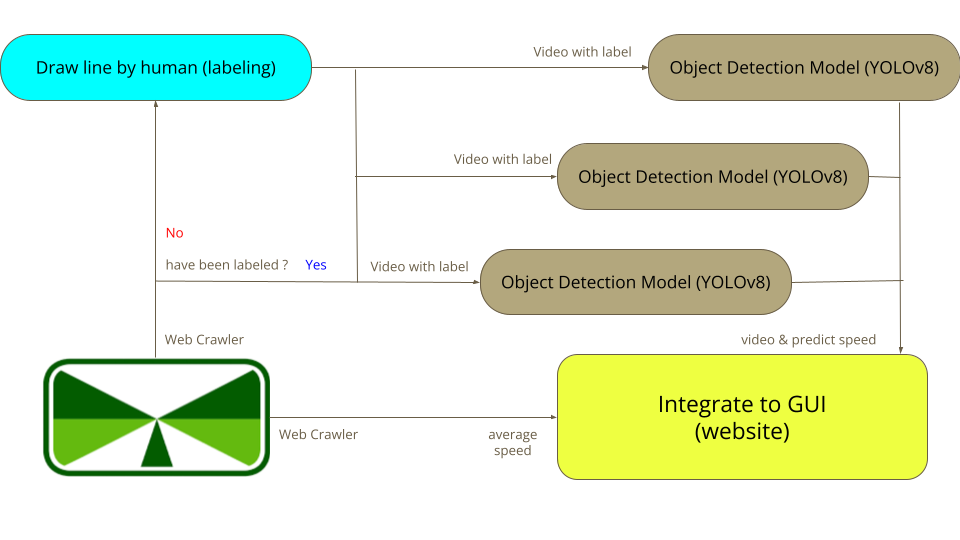 Video with label
Draw line by human (labeling)
Object Detection Model (YOLOv8)
Video with label
Object Detection Model (YOLOv8)
No
have been labeled ? Yes
Video with label
Object Detection Model (YOLOv8)
Web Crawler
video & predict speed
Integrate to GUI
(website)
Web Crawler
average
speed